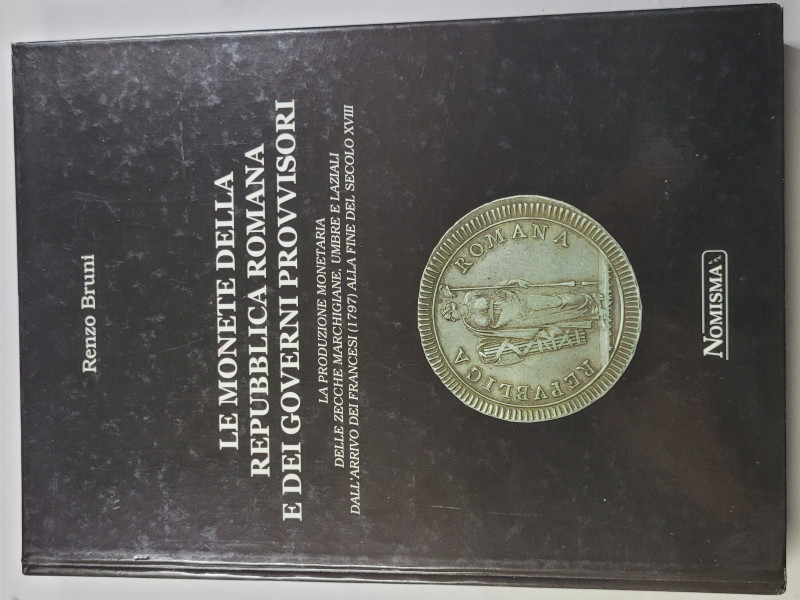 Renzo Bruni
LE MONETE DELLA
REPUBBLICA ROMANA
E DEI GOVERNI PROVVISORI
LA PRODUZIONE MONETARIA
DELLE ZECCHE MARCHIGIANE, UMBRE E LAZIALI
DALL'ARRIVO DEI FRANCESI (1797) ALLA FINE DEL SECOLO XVIII
REPVBLICA ROMANA
NOMISMA